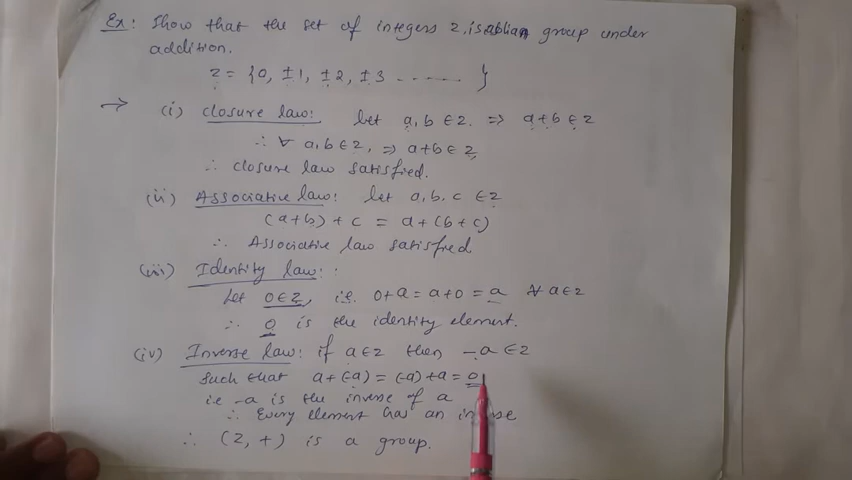 Ex: Show that the set of integers z, is abelian group under
addition.
z = {0, ±1, ±2, ±3 ------- }
→ (i) Closure law: let a, b ∈ z. ⇒ a+b ∈ z
∴ ∀ a, b ∈ z, ⇒ a+b ∈ z
∴ closure law satisfied.
(ii) Associative law: let a, b, c ∈ z
(a+b) + c = a+(b+c)
∴ Associative law satisfied
(iii) Identity law::
Let 0 ∈ z, i.e. 0+a = a+0 = a ∀ a ∈ z
∴ 0 is the identity element.
(iv) Inverse law: if a ∈ z then -a ∈ z
such that a+(-a) = (-a)+a = 0
i.e -a is the inverse of a
∴ Every element has an inverse
∴ (z, +) is a group.